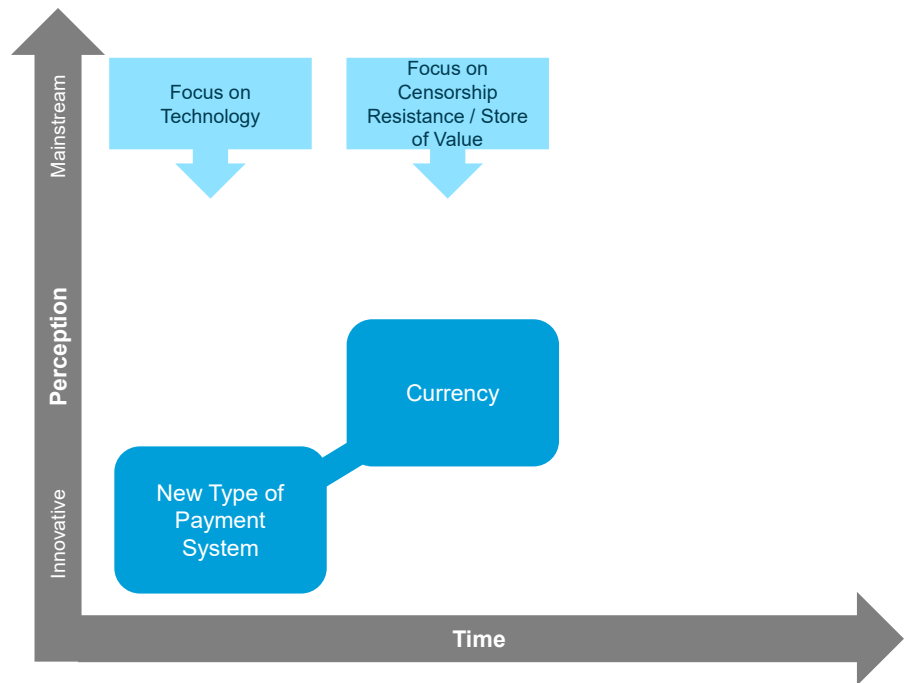 Mainstream
Perception
Innovative
Focus on
Technology
Focus on
Censorship
Resistance / Store
of Value
Currency
New Type of
Payment
System
Time